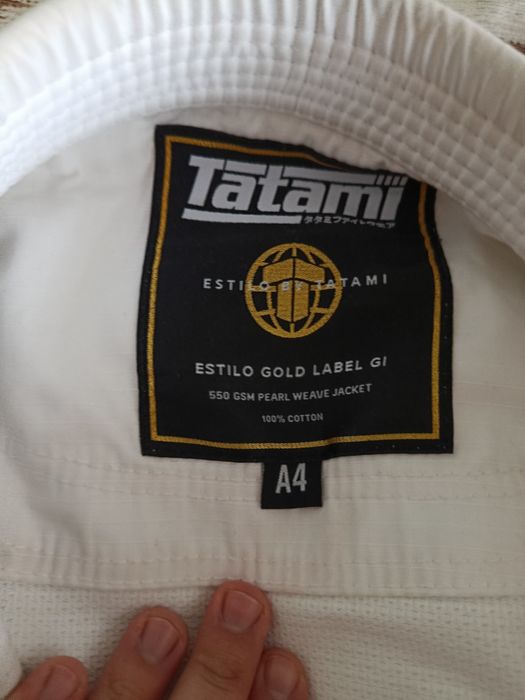 Tatami
タタミファイトウェア
ESTILO BY TATAMI
ESTILO GOLD LABEL GI
550 GSM PEARL WEAVE JACKET
100% COTTON
A4